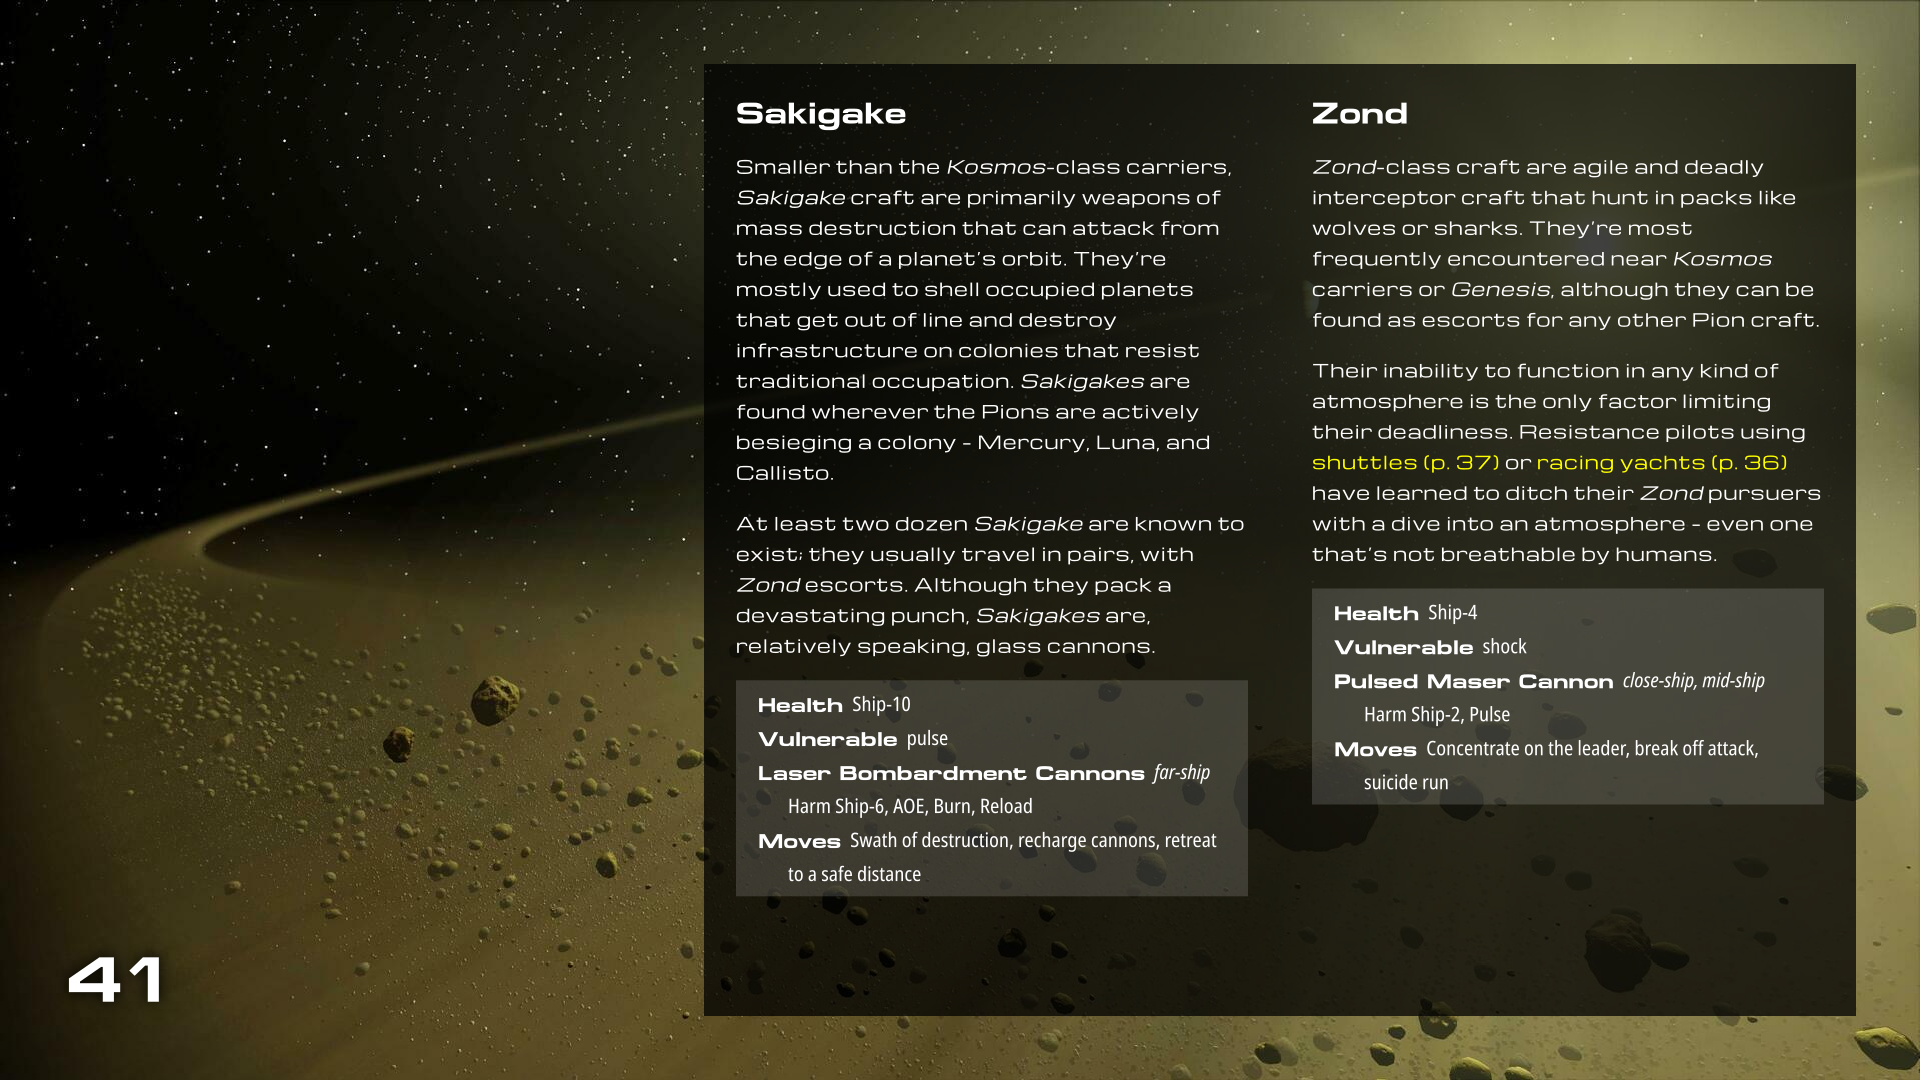 Sakigake
Smaller than the Kosmos-class carriers,
Sakigake craft are primarily weapons of
mass destruction that can attack from
the edge of a planet's orbit. They're
mostly used to shell occupied planets
that get out of line and destroy
infrastructure on colonies that resist
traditional occupation. Sakigakes are
found wherever the Pions are actively
besieging a colony – Mercury, Luna, and
Callisto.
At least two dozen Sakigake are known to
exist; they usually travel in pairs, with
Zond escorts. Although they pack a
devastating punch, Sakigakes are,
relatively speaking, glass cannons.
Health Ship-10
Vulnerable pulse
Laser Bombardment Cannons far-ship
Harm Ship-6, AOE, Burn, Reload
Moves Swath of destruction, recharge cannons, retreat
to a safe distance
Zond
Zond-class craft are agile and deadly
interceptor craft that hunt in packs like
wolves or sharks. They're most
frequently encountered near Kosmos
carriers or Genesis, although they can be
found as escorts for any other Pion craft.
Their inability to function in any kind of
atmosphere is the only factor limiting
their deadliness. Resistance pilots using
shuttles (p. 37) or racing yachts (p. 36)
have learned to ditch their Zond pursuers
with a dive into an atmosphere – even one
that's not breathable by humans.
Health Ship-4
Vulnerable shock
Pulsed Maser Cannon close-ship, mid-ship
Harm Ship-2, Pulse
Moves Concentrate on the leader, break off attack,
suicide run
41